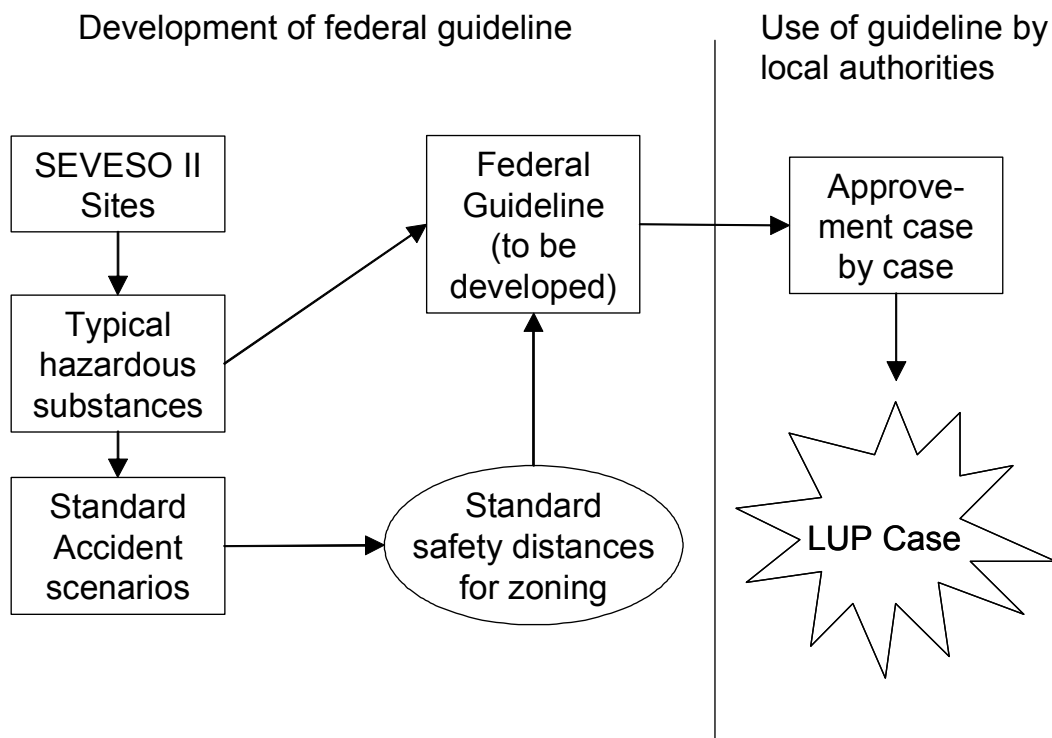 Development of federal guideline
Use of guideline by
local authorities
SEVESO II
Sites
Typical
hazardous
substances
Standard
Accident
scenarios
Federal
Guideline
(to be
developed)
Standard
safety distances
for zoning
Approve-
ment case
by case
LUP Case